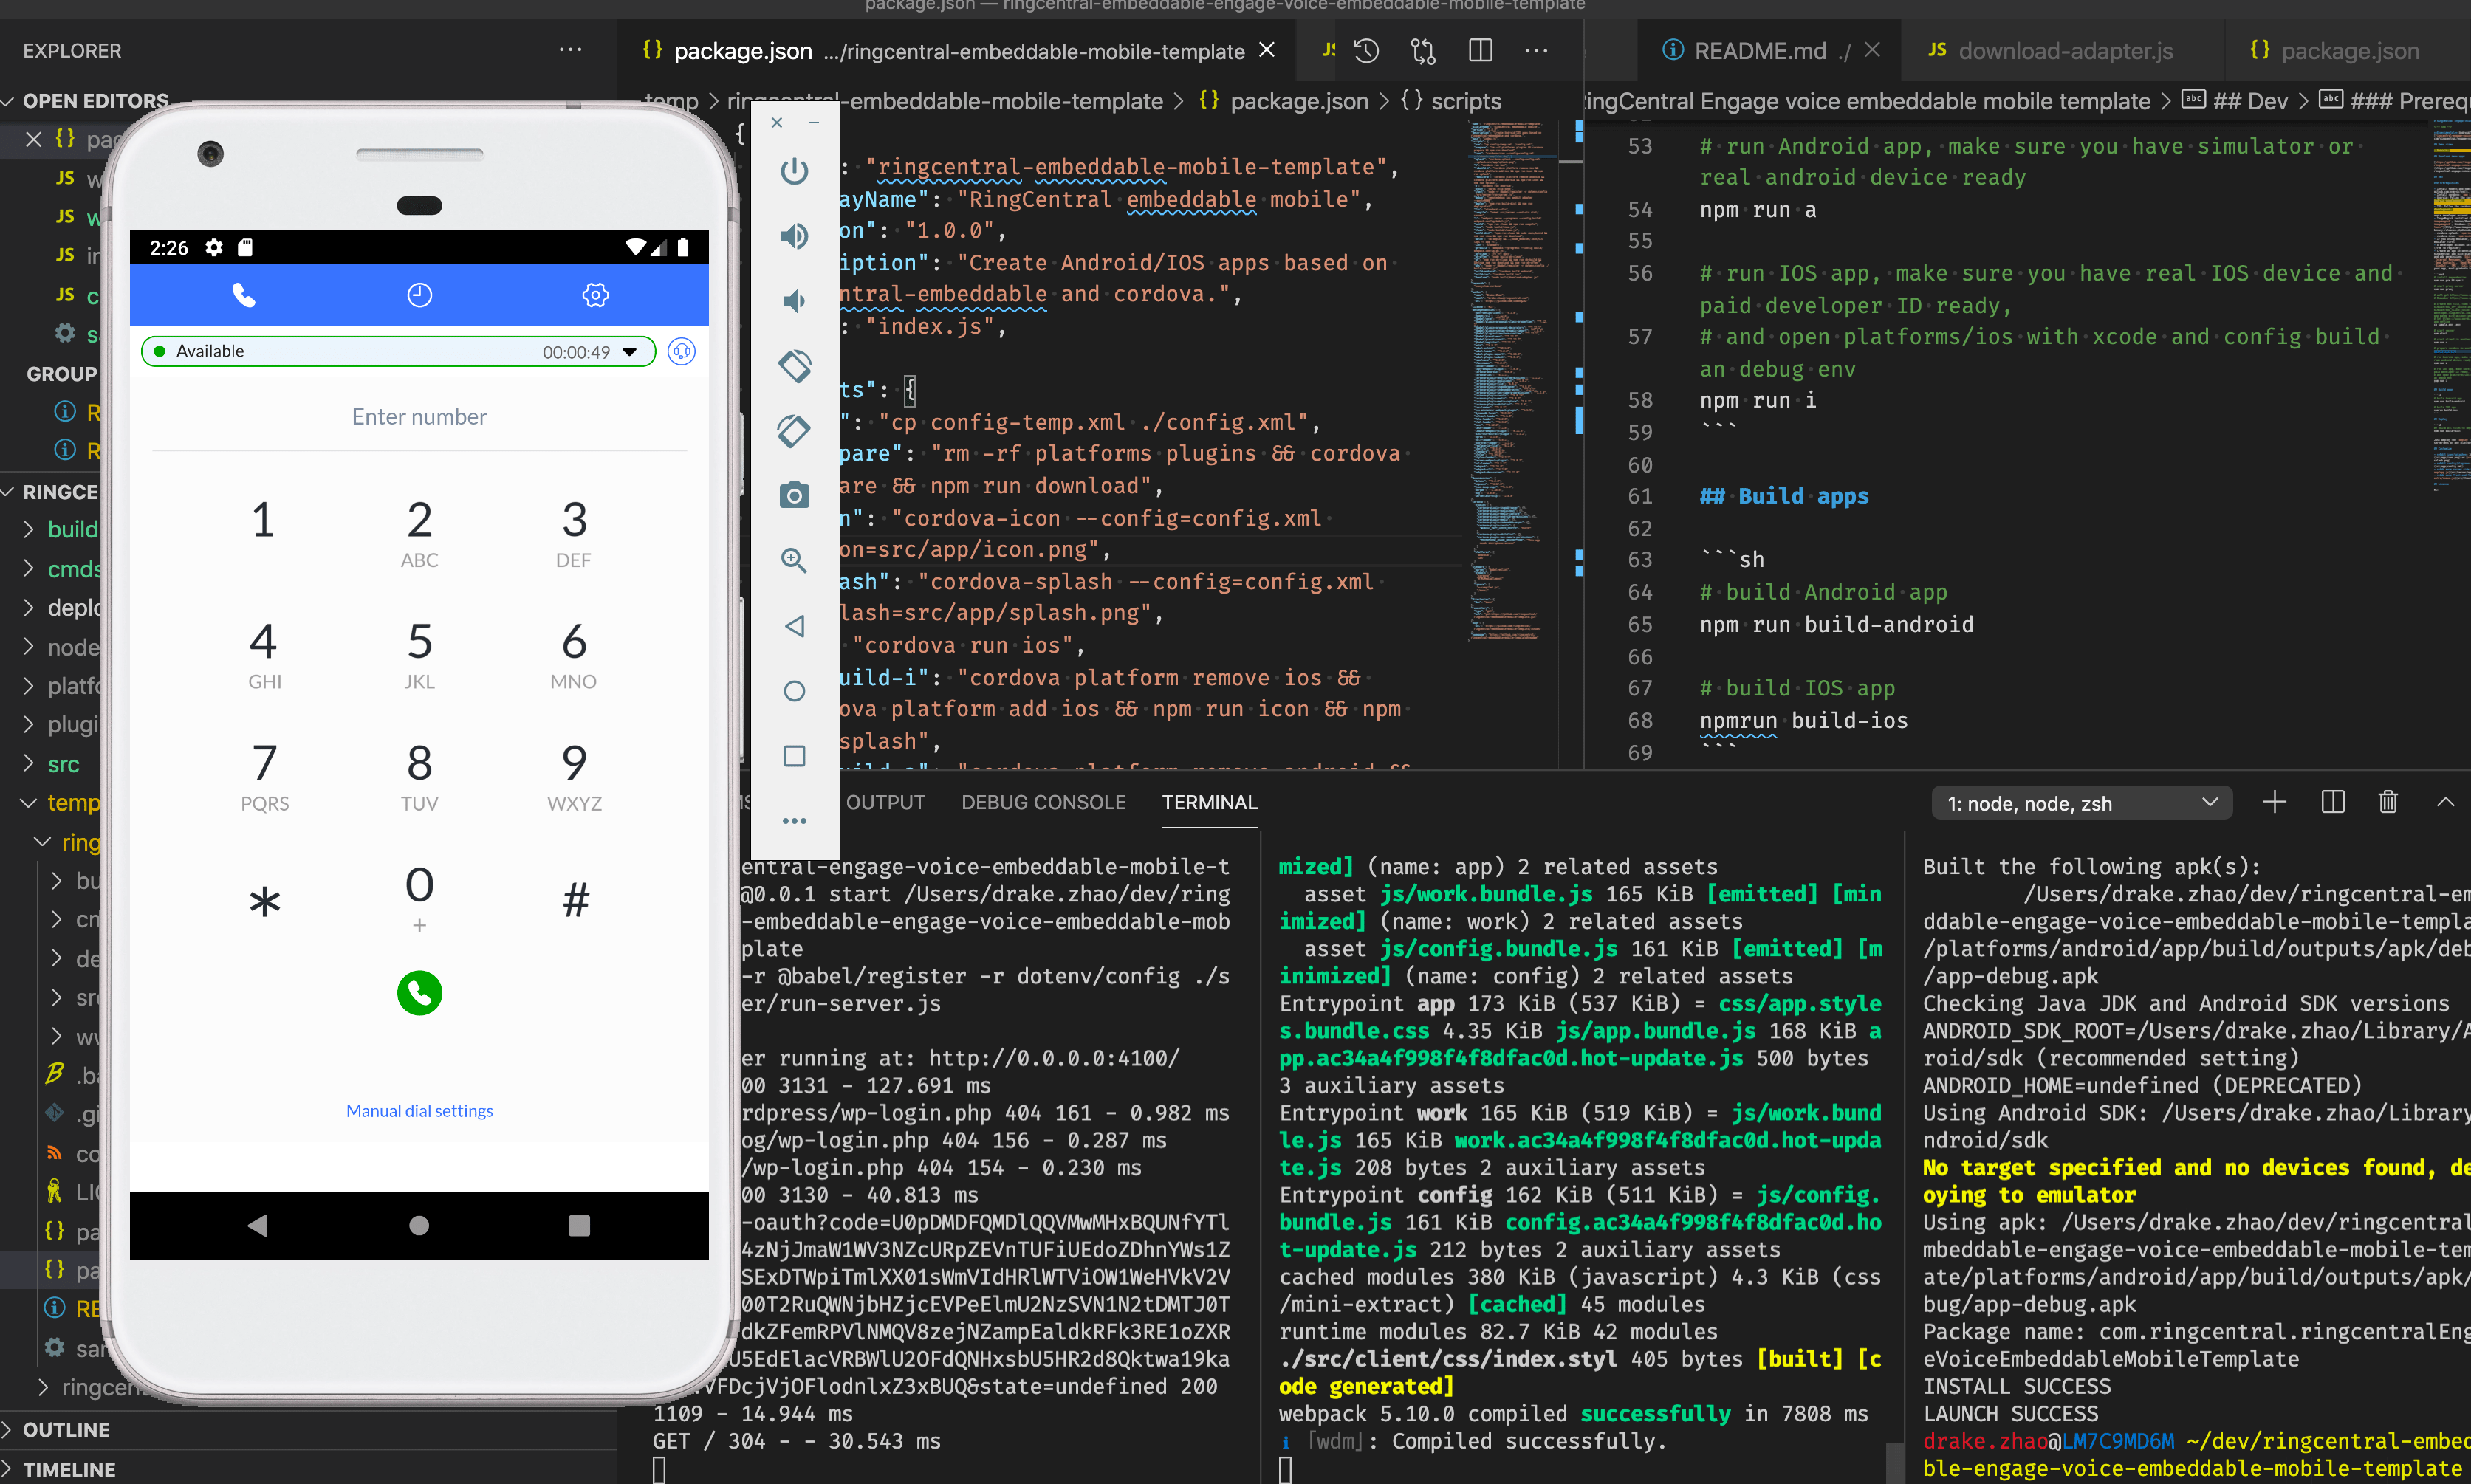 package.json — ringcentral-embeddable-engage-voice-embeddable-mobile-template
EXPLORER
OPEN EDITORS
GROUP
build
cmds
src
temp
OUTLINE
TIMELINE
2:26
Available 00:00:49
Enter number
1 2 3
ABC DEF
4 5 6
GHI JKL MNO
7 8 9
PQRS TUV WXYZ
* 0 #
+
Manual dial settings
{} package.json .../ringcentral-embeddable-mobile-template
temp > ringcentral-embeddable-mobile-template > {} package.json > {} scripts
{
: "ringcentral-embeddable-mobile-template",
ayName": "RingCentral embeddable mobile",
on": "1.0.0",
iption": "Create Android/IOS apps based on
ntral-embeddable and cordova.",
: "index.js",
ts": {
": "cp config-temp.xml ./config.xml",
pare": "rm -rf platforms plugins && cordova
are && npm run download",
n": "cordova-icon --config=config.xml
on=src/app/icon.png",
ash": "cordova-splash --config=config.xml
lash=src/app/splash.png",
"cordova run ios",
uild-i": "cordova platform remove ios &&
ova platform add ios && npm run icon && npm
splash",
uild-a": "cordova platform remove android &&
README.md ./
JS download-adapter.js
{} package.json
ingCentral Engage voice embeddable mobile template > ## Dev > ### Prerequ
53 # run Android app, make sure you have simulator or
real android device ready
54 npm run a
55
56 # run IOS app, make sure you have real IOS device and
paid developer ID ready,
57 # and open platforms/ios with xcode and config build
an debug env
58 npm run i
59 ```
60
61 ## Build apps
62
63 ```sh
64 # build Android app
65 npm run build-android
66
67 # build IOS app
68 npmrun build-ios
69 ```
OUTPUT DEBUG CONSOLE TERMINAL
1: node, node, zsh
entral-engage-voice-embeddable-mobile-t
@0.0.1 start /Users/drake.zhao/dev/ring
-embeddable-engage-voice-embeddable-mob
plate
-r @babel/register -r dotenv/config ./s
er/run-server.js
er running at: http://0.0.0.0:4100/
00 3131 - 127.691 ms
rdpress/wp-login.php 404 161 - 0.982 ms
og/wp-login.php 404 156 - 0.287 ms
/wp-login.php 404 154 - 0.230 ms
00 3130 - 40.813 ms
-oauth?code=U0pDMDFQMDlQQVMwMHxBQUNfYTl
4zNjJmaW1WV3NZcURpZEVnTUFiUEdoZDhnYWs1Z
SExDTWpiTmlXX01sWmVIdHRlWTViOW1WeHVkV2V
00T2RuQWNjbHZjcEVPeElmU2NzSVN1N2tDMTJ0T
dkZFemRPVlNMQV8zejNZampEaldkRFk3RE1oZXR
U5EdElacVRBWlU2OFdQNHxsbU5HR2d8Qktwa19ka
VFDcjVjOFlodnlxZ3xBUQ&state=undefined 200
1109 - 14.944 ms
GET / 304 - - 30.543 ms
mized] (name: app) 2 related assets
asset js/work.bundle.js 165 KiB [emitted] [min
imized] (name: work) 2 related assets
asset js/config.bundle.js 161 KiB [emitted] [m
inimized] (name: config) 2 related assets
Entrypoint app 173 KiB (537 KiB) = css/app.style
s.bundle.css 4.35 KiB js/app.bundle.js 168 KiB a
pp.ac34a4f998f4f8dfac0d.hot-update.js 500 bytes
3 auxiliary assets
Entrypoint work 165 KiB (519 KiB) = js/work.bund
le.js 165 KiB work.ac34a4f998f4f8dfac0d.hot-upda
te.js 208 bytes 2 auxiliary assets
Entrypoint config 162 KiB (511 KiB) = js/config.
bundle.js 161 KiB config.ac34a4f998f4f8dfac0d.ho
t-update.js 212 bytes 2 auxiliary assets
cached modules 380 KiB (javascript) 4.3 KiB (css
/mini-extract) [cached] 45 modules
runtime modules 82.7 KiB 42 modules
./src/client/css/index.styl 405 bytes [built] [c
ode generated]
webpack 5.10.0 compiled successfully in 7808 ms
i ｢wdm｣: Compiled successfully.
Built the following apk(s):
/Users/drake.zhao/dev/ringcentral-em
ddable-engage-voice-embeddable-mobile-templa
/platforms/android/app/build/outputs/apk/deb
/app-debug.apk
Checking Java JDK and Android SDK versions
ANDROID_SDK_ROOT=/Users/drake.zhao/Library/A
roid/sdk (recommended setting)
ANDROID_HOME=undefined (DEPRECATED)
Using Android SDK: /Users/drake.zhao/Library
ndroid/sdk
No target specified and no devices found, de
oying to emulator
Using apk: /Users/drake.zhao/dev/ringcentral
mbeddable-engage-voice-embeddable-mobile-tem
ate/platforms/android/app/build/outputs/apk/
bug/app-debug.apk
Package name: com.ringcentral.ringcentralEng
eVoiceEmbeddableMobileTemplate
INSTALL SUCCESS
LAUNCH SUCCESS
drake.zhao@LM7C9MD6M ~/dev/ringcentral-embed
ble-engage-voice-embeddable-mobile-template